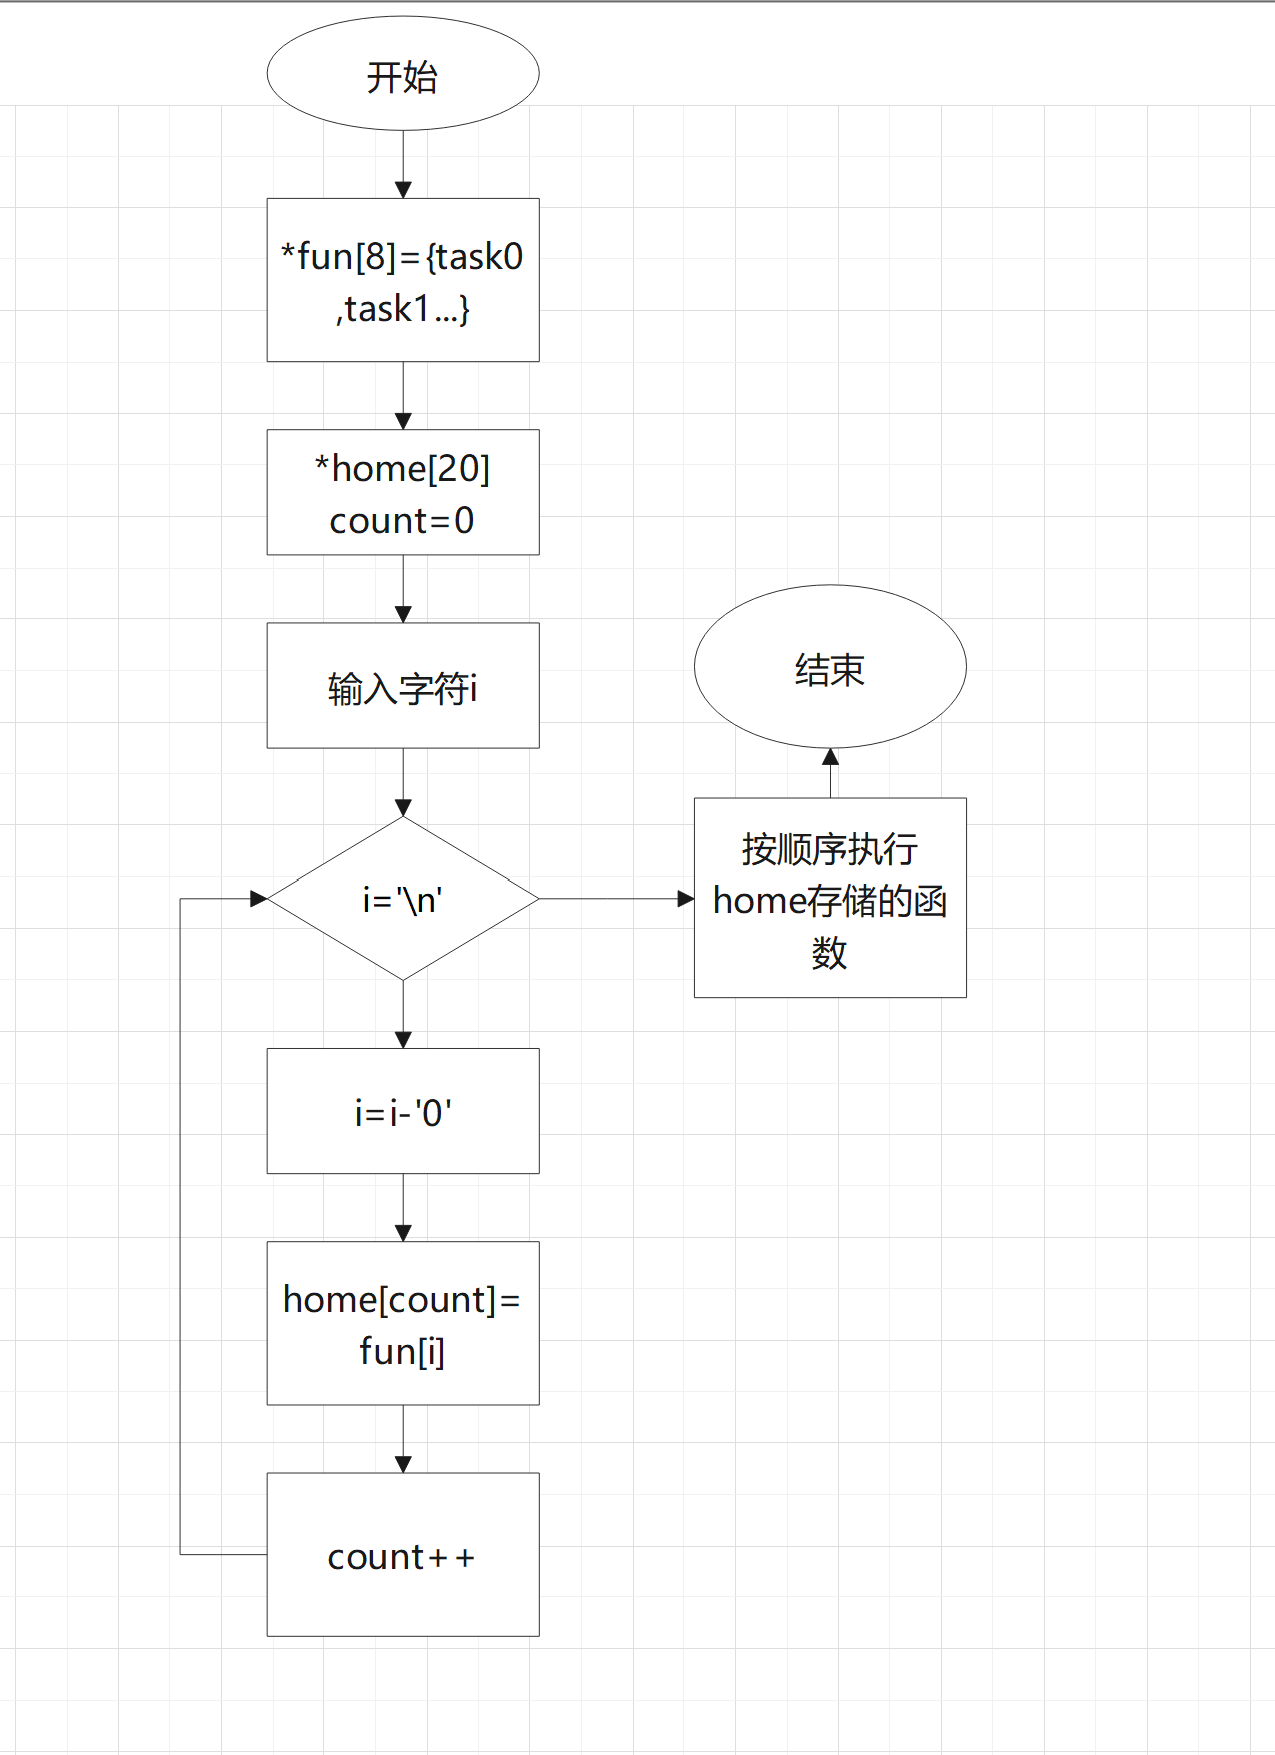 开始
*fun[8]={task0
,task1...}
*home[20]
count=0
输入字符i
i='\n'
结束
按顺序执行
home存储的函
数
i=i-'0'
home[count]=
fun[i]
count++